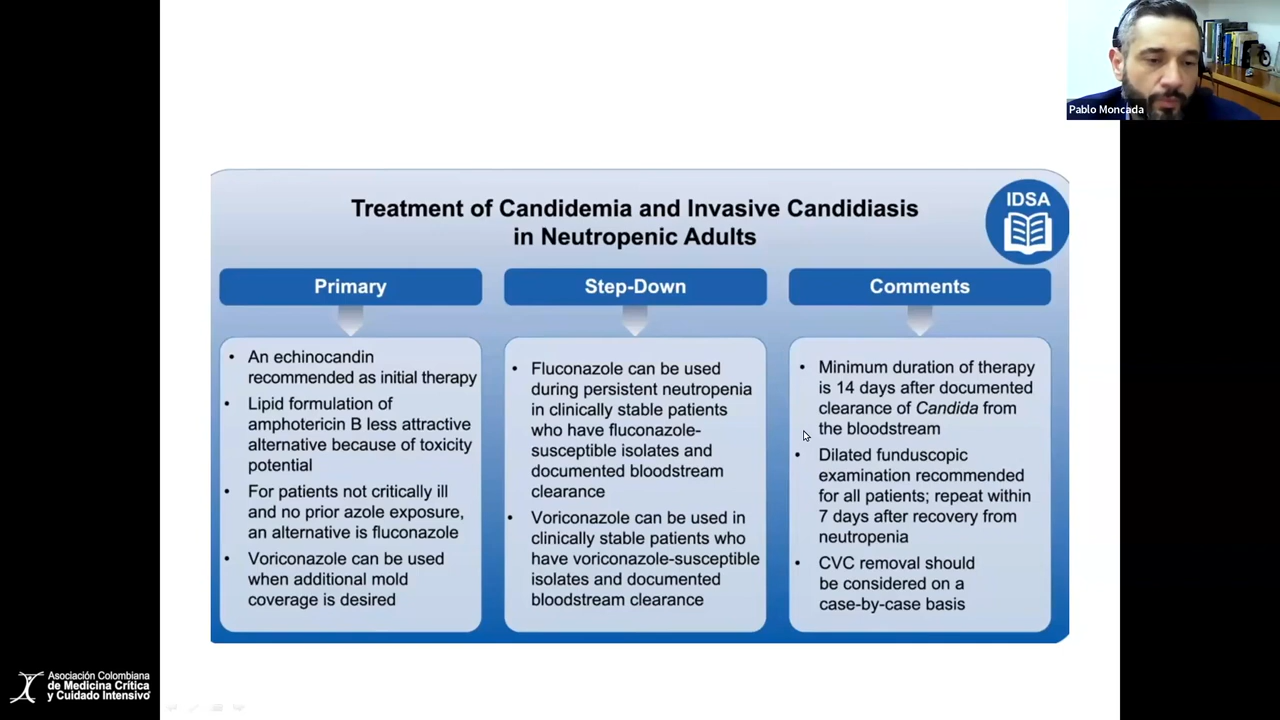 Pablo Moncada
IDSA
Treatment of Candidemia and Invasive Candidiasis
in Neutropenic Adults
Primary
• An echinocandin
recommended as initial therapy
• Lipid formulation of
amphotericin B less attractive
alternative because of toxicity
potential
• For patients not critically ill
and no prior azole exposure,
an alternative is fluconazole
• Voriconazole can be used
when additional mold
coverage is desired
Step-Down
• Fluconazole can be used
during persistent neutropenia
in clinically stable patients
who have fluconazole-
susceptible isolates and
documented bloodstream
clearance
• Voriconazole can be used in
clinically stable patients who
have voriconazole-susceptible
isolates and documented
bloodstream clearance
Comments
• Minimum duration of therapy
is 14 days after documented
clearance of Candida from
the bloodstream
• Dilated funduscopic
examination recommended
for all patients; repeat within
7 days after recovery from
neutropenia
• CVC removal should
be considered on a
case-by-case basis
Asociación Colombiana
de Medicina Crítica
y Cuidado Intensivo